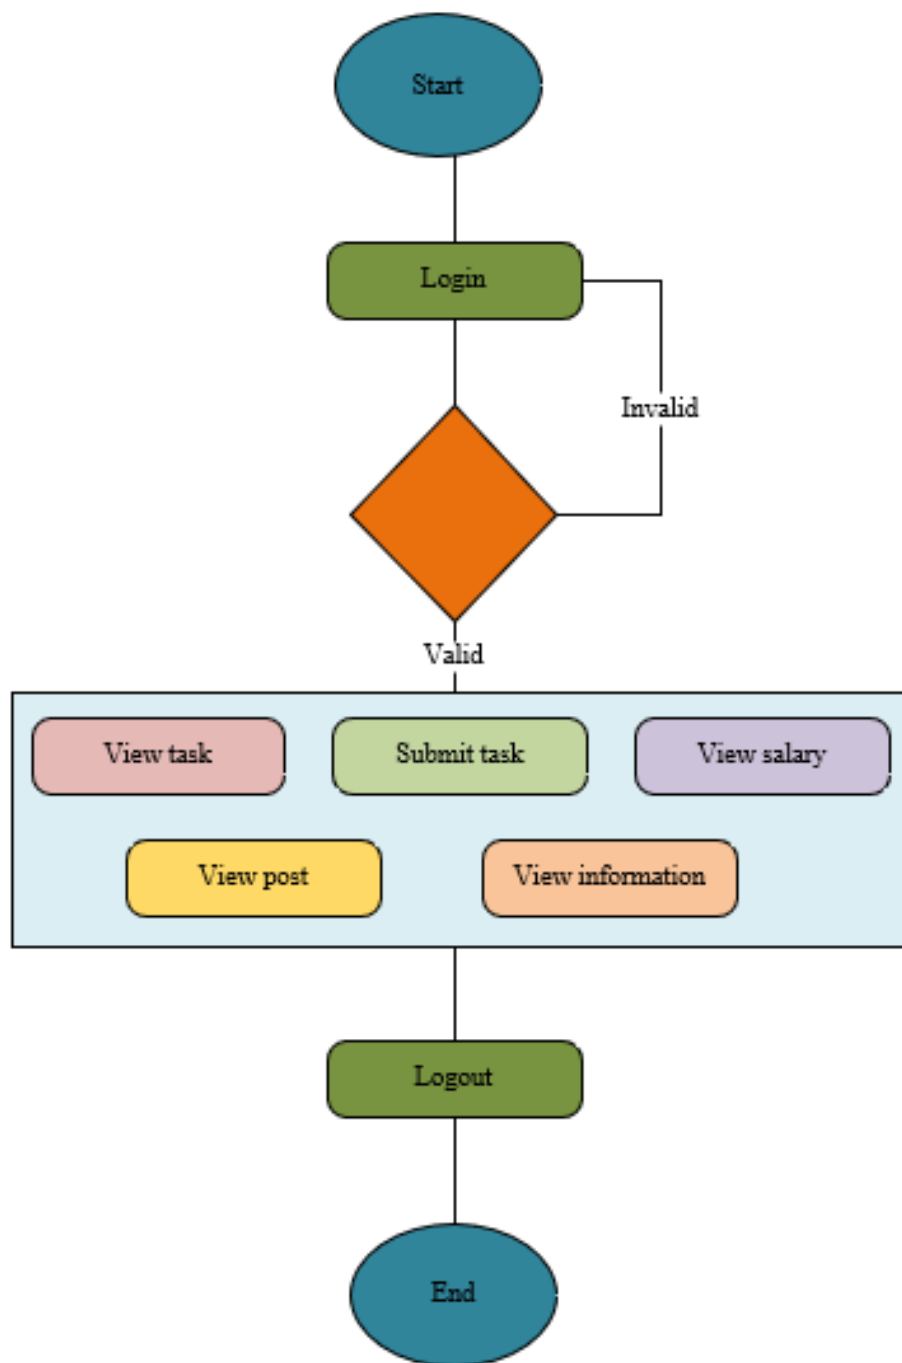 Start
Login
Invalid
Valid
View task
Submit task
View salary
View post
View information
Logout
End